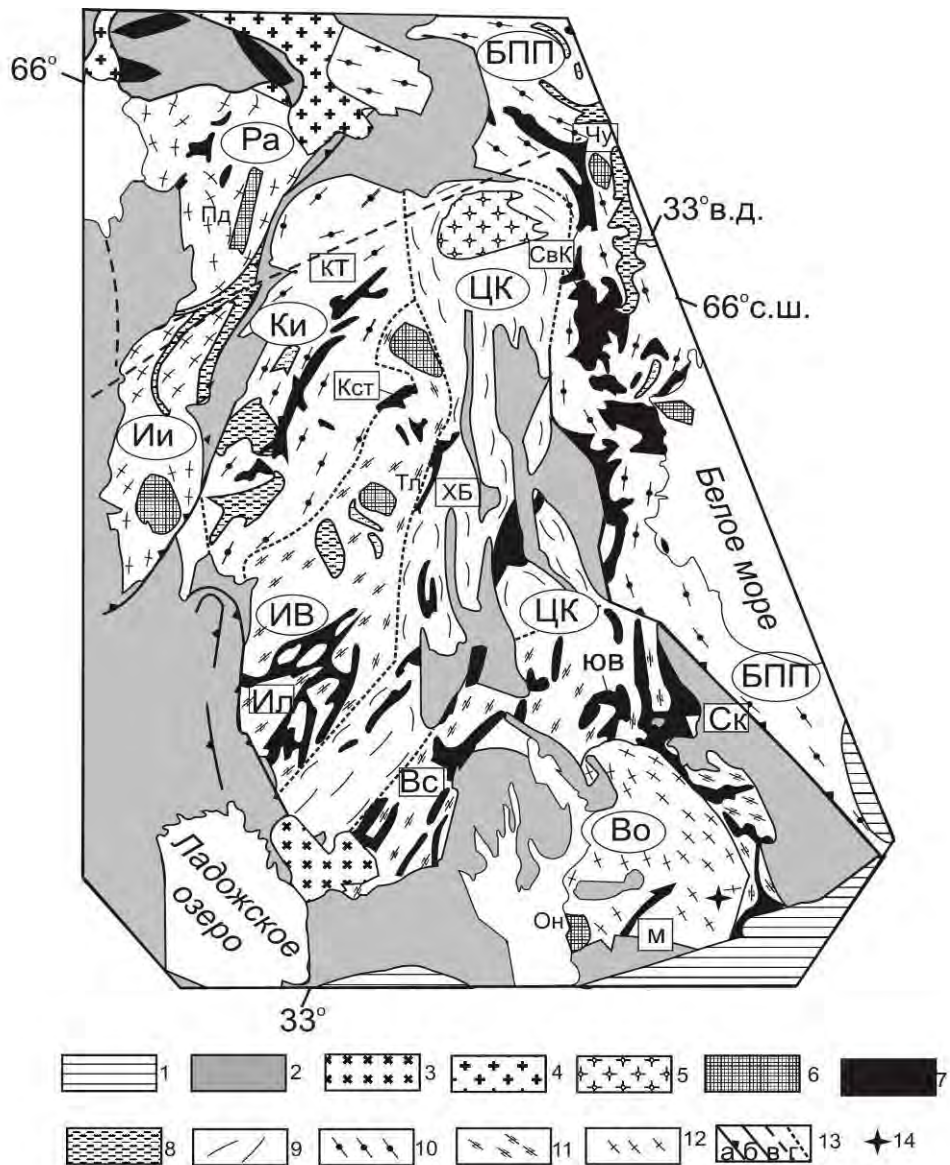 БПП
66°
Ра
Чу
Пд
33°в.д.
СвК
КТ
ЦК
66°с.ш.
Ки
Кст
Ии
Тл
ХБ
Белое море
ИВ
ЦК
ЮВ
БПП
Ил
Ск
Вс
Во
Ладожское
озеро
Он
М
33°
1 2 3 4 5 6 7
8 9 10 11 12 а б в г 13 14